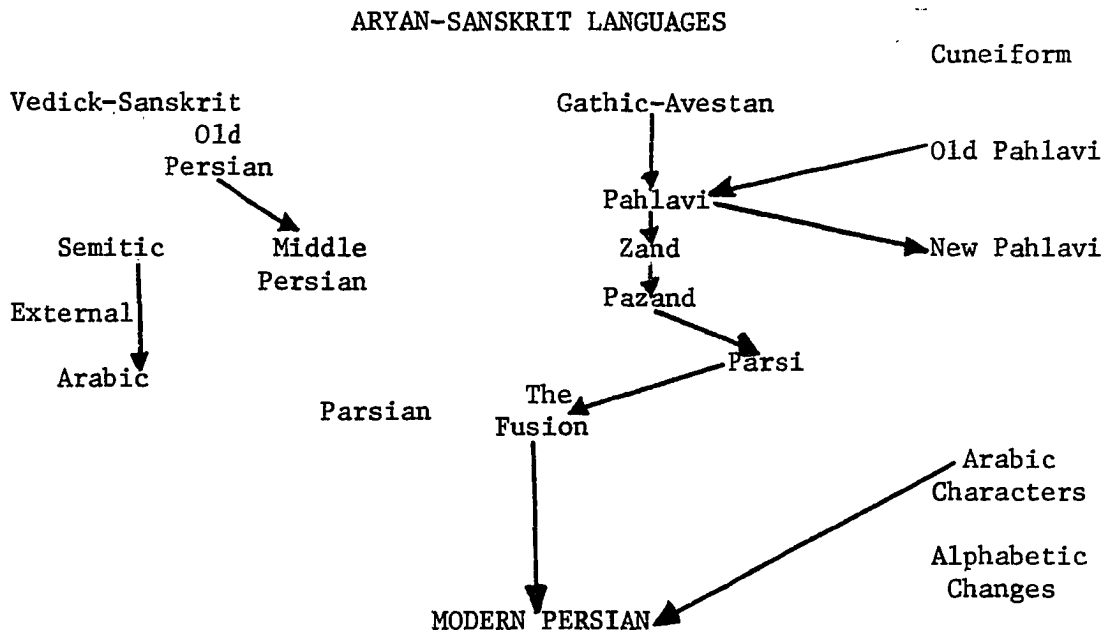 ARYAN-SANSKRIT LANGUAGES
Cuneiform
Vedick-Sanskrit
Gathic-Avestan
Old
Persian
Old Pahlavi
Pahlavi
Semitic
Middle
Persian
Zand
New Pahlavi
External
Pazand
Arabic
Parsi
Parsian
The
Fusion
Arabic
Characters
Alphabetic
Changes
MODERN PERSIAN